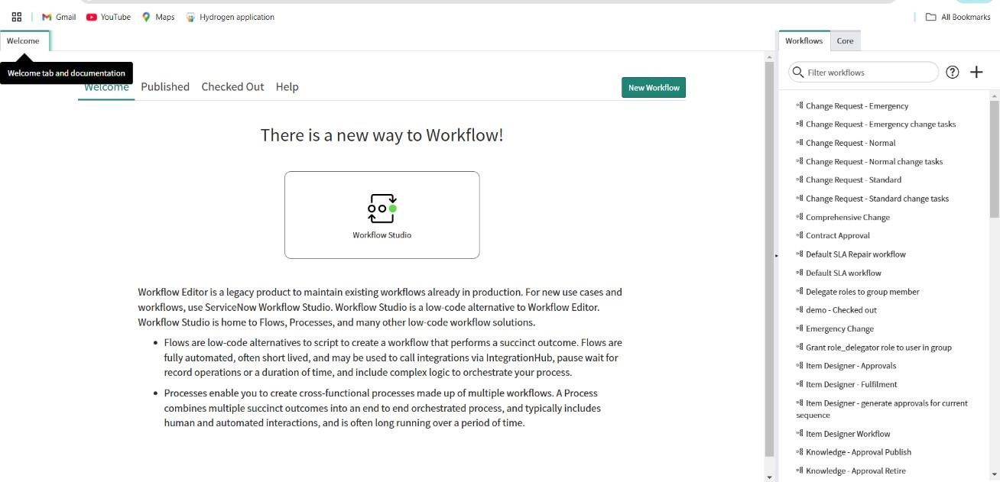 Gmail YouTube Maps Hydrogen application All Bookmarks
Welcome
Welcome tab and documentation
Welcome Published Checked Out Help New Workflow
There is a new way to Workflow!
Workflow Studio
Workflow Editor is a legacy product to maintain existing workflows already in production. For new use cases and
workflows, use ServiceNow Workflow Studio. Workflow Studio is a low-code alternative to Workflow Editor.
Workflow Studio is home to Flows, Processes, and many other low-code workflow solutions.
• Flows are low-code alternatives to script to create a workflow that performs a succinct outcome. Flows are
fully automated, often short lived, and may be used to call integrations via IntegrationHub, pause wait for
record operations or a duration of time, and include complex logic to orchestrate your process.
• Processes enable you to create cross-functional processes made up of multiple workflows. A Process
combines multiple succinct outcomes into an end to end orchestrated process, and typically includes
human and automated interactions, and is often long running over a period of time.
Workflows Core
Filter workflows
Change Request - Emergency
Change Request - Emergency change tasks
Change Request - Normal
Change Request - Normal change tasks
Change Request - Standard
Change Request - Standard change tasks
Comprehensive Change
Contract Approval
Default SLA Repair workflow
Default SLA workflow
Delegate roles to group member
demo - Checked out
Emergency Change
Grant role_delegator role to user in group
Item Designer - Approvals
Item Designer - Fulfilment
Item Designer - generate approvals for current
sequence
Item Designer Workflow
Knowledge - Approval Publish
Knowledge - Approval Retire